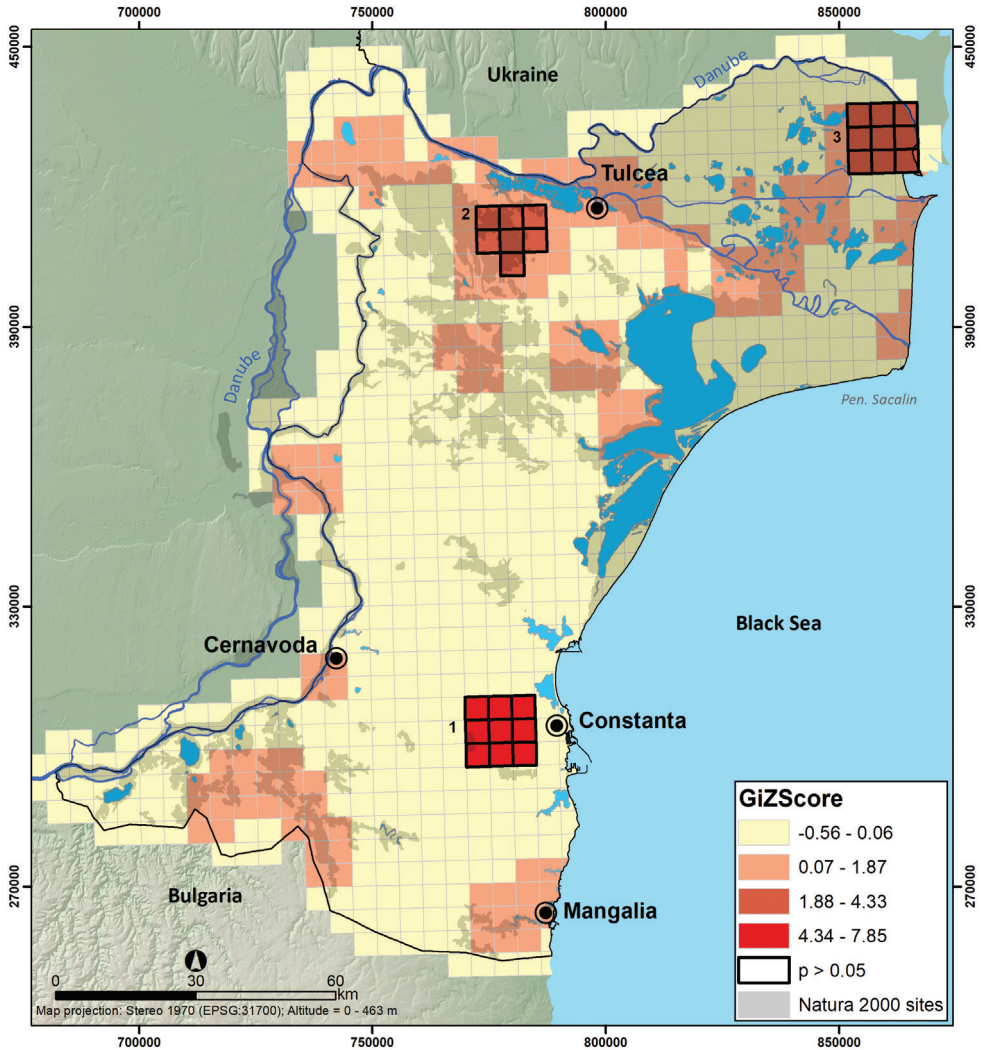 700000 750000 800000 850000
450000 450000
390000 390000
330000 330000
270000 270000
Ukraine
Danube
3
Tulcea
2
Danube
Pen. Sacalin
Black Sea
Cernavoda
1
Constanta
Bulgaria
Mangalia
GiZScore
-0.56 - 0.06
0.07 - 1.87
1.88 - 4.33
4.34 - 7.85
p > 0.05
Natura 2000 sites
0 30 60
km
Map projection: Stereo 1970 (EPSG:31700); Altitude = 0 - 463 m
700000 750000 800000 850000